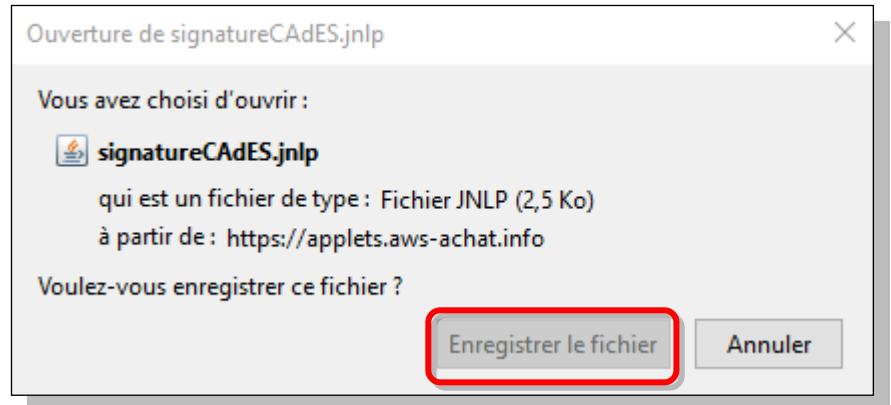 Ouverture de signatureCAdES.jnlp
Vous avez choisi d'ouvrir :
signatureCAdES.jnlp
qui est un fichier de type : Fichier JNLP (2,5 Ko)
à partir de : https://applets.aws-achat.info
Voulez-vous enregistrer ce fichier ?
Enregistrer le fichier Annuler